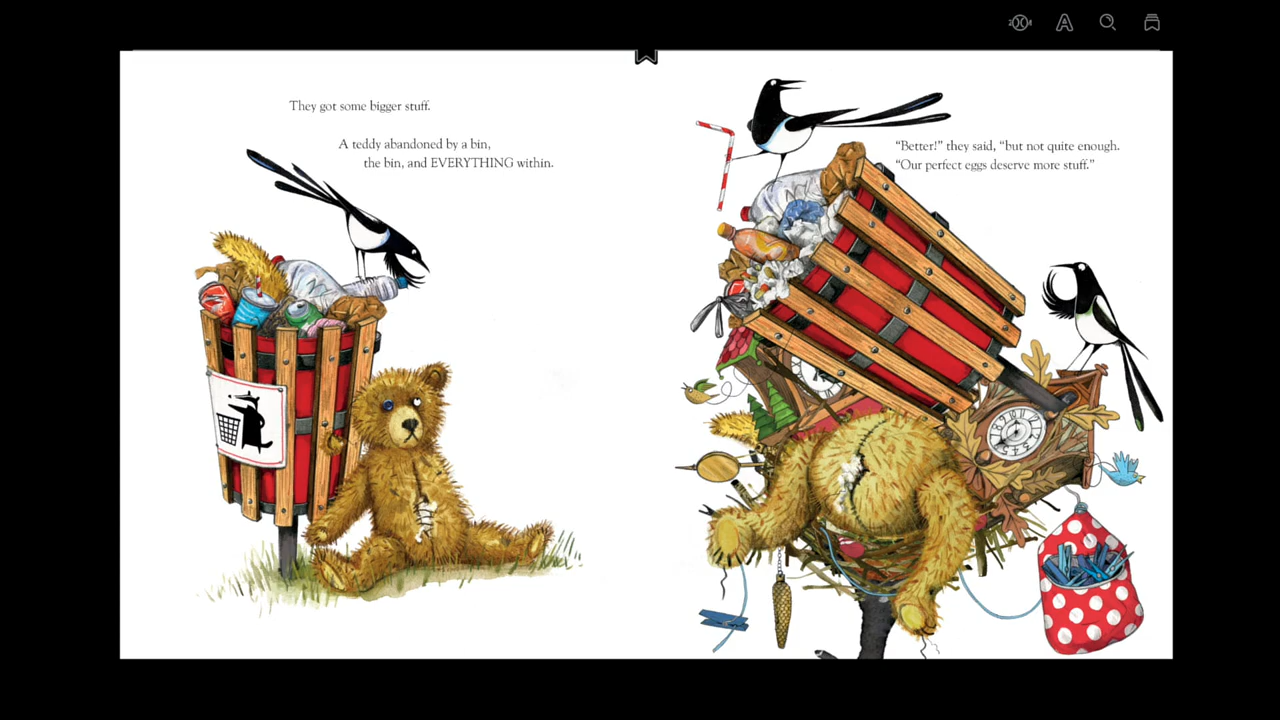 They got some bigger stuff.
A teddy abandoned by a bin,
the bin, and EVERYTHING within.
“Better!” they said, “but not quite enough.
“Our perfect eggs deserve more stuff.”